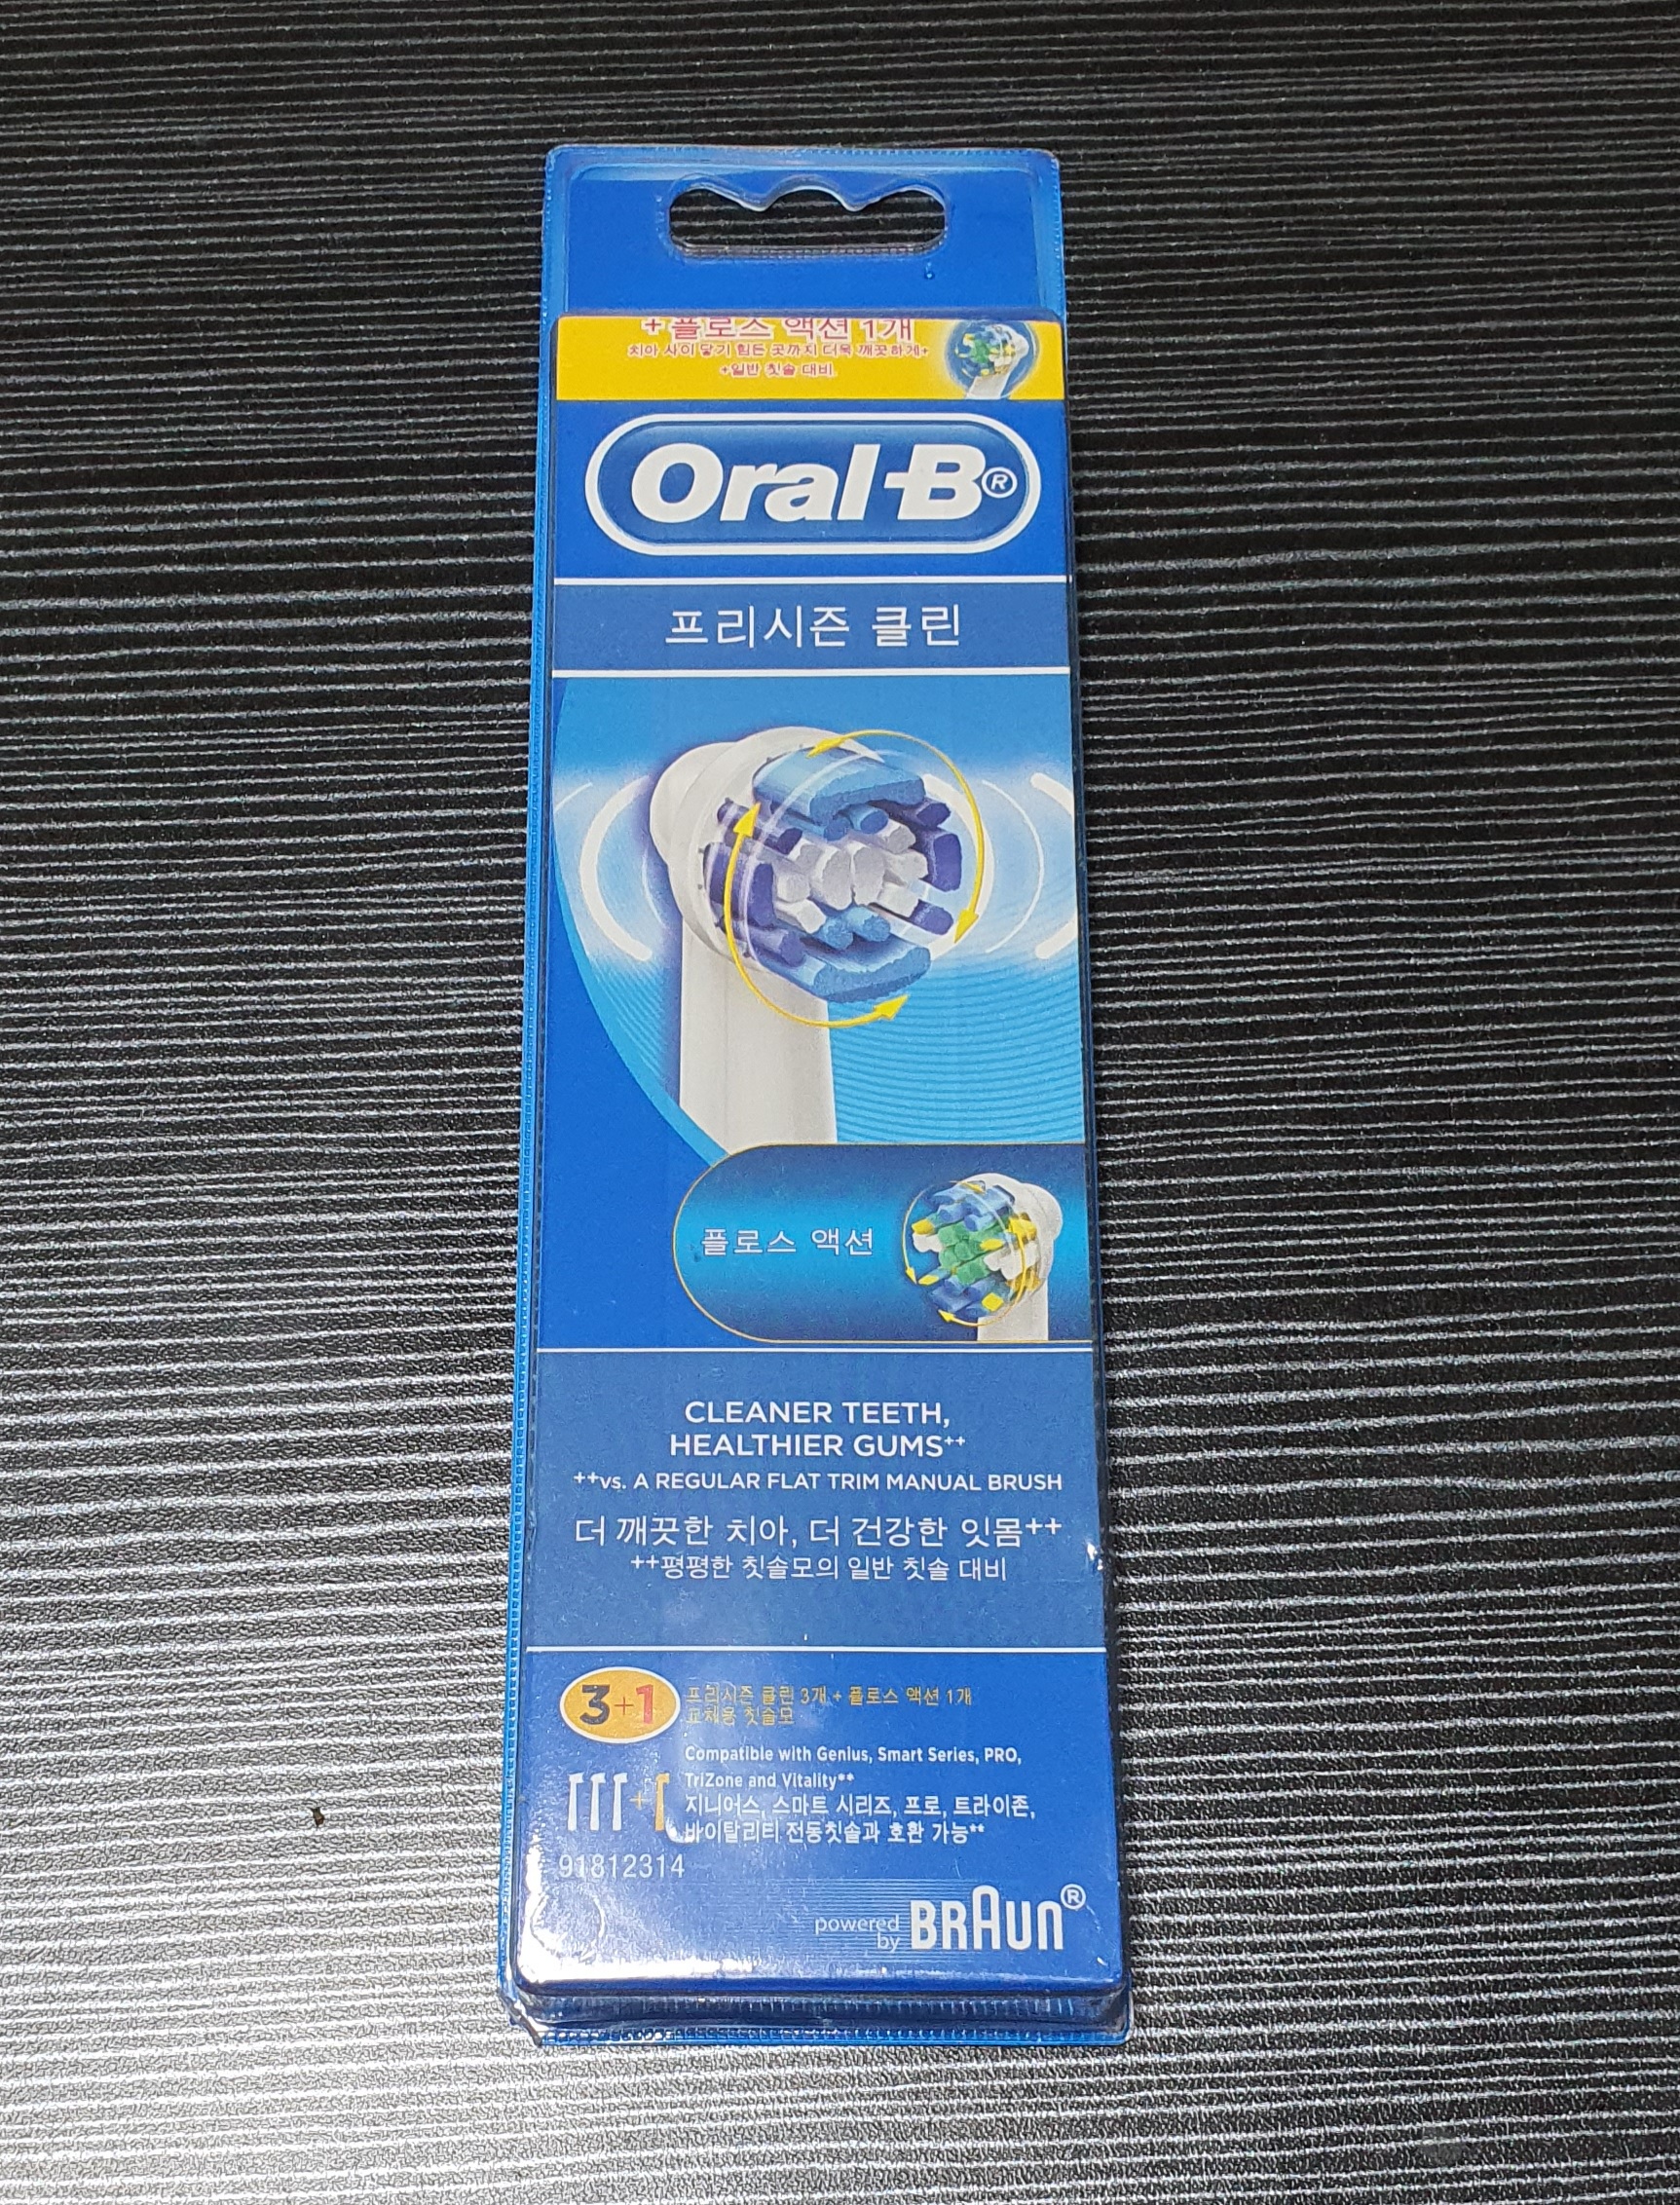 + 플로스 액션 1개
치아 사이 닿기 힘든 곳까지 더욱 깨끗하게+
+일반 칫솔 대비
Oral-B®
프리시즌 클린
플로스 액션
CLEANER TEETH,
HEALTHIER GUMS++
++vs. A REGULAR FLAT TRIM MANUAL BRUSH
더 깨끗한 치아, 더 건강한 잇몸++
++평평한 칫솔모의 일반 칫솔 대비
3+1
프리시즌 클린 3개 + 플로스 액션 1개
교체용 칫솔모
Compatible with Genius, Smart Series, PRO,
TriZone and Vitality**
지니어스, 스마트 시리즈, 프로, 트라이존,
바이탈리티 전동칫솔과 호환 가능**
91812314
powered
by
BRAUN®